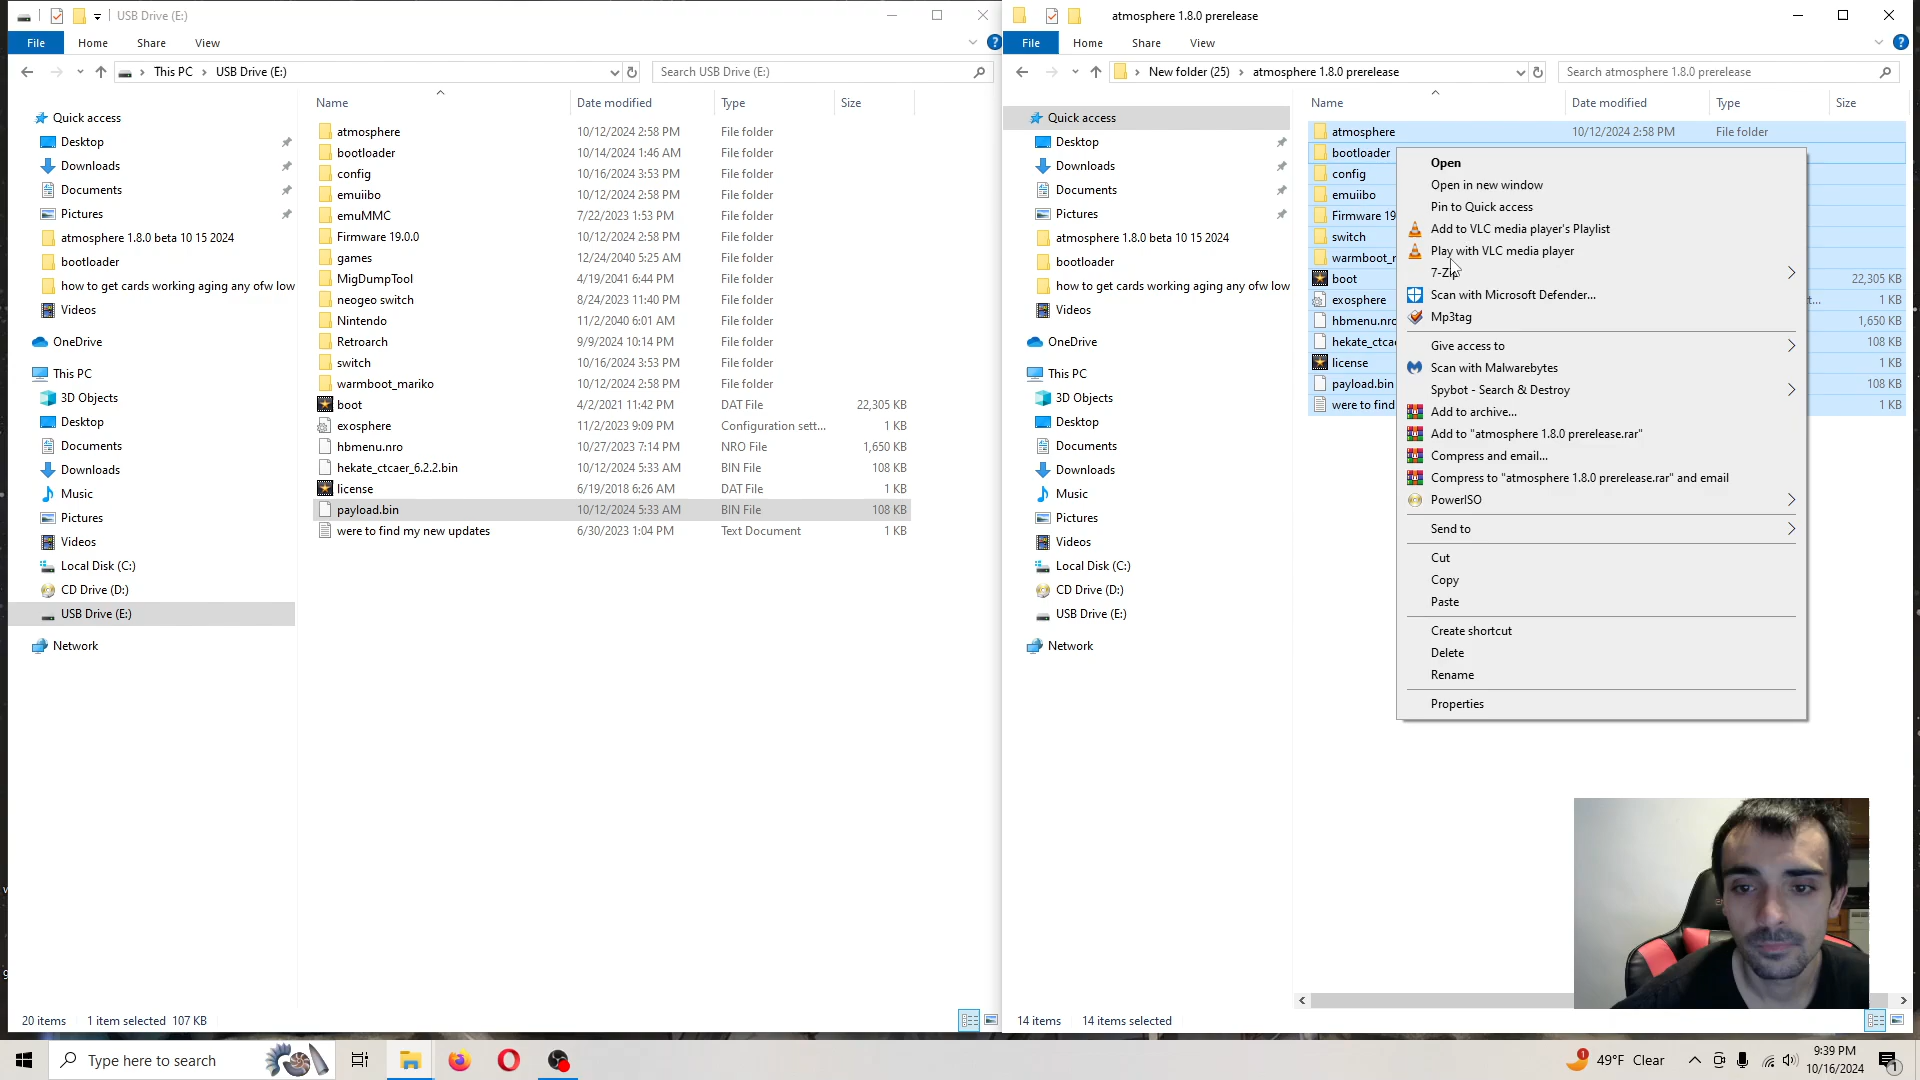 USB Drive (E:)
File
Home
Share
View
This PC
USB Drive (E:)
Search USB Drive (E:)
Name
Date modified
Type
Size
Quick access
Desktop
Downloads
Documents
Pictures
atmosphere 1.8.0 beta 10 15 2024
bootloader
how to get cards working aging any ofw low
Videos
OneDrive
This PC
3D Objects
Desktop
Documents
Downloads
Music
Pictures
Videos
Local Disk (C:)
CD Drive (D:)
USB Drive (E:)
Network
atmosphere 10/12/2024 2:58 PM File folder
bootloader 10/14/2024 1:46 AM File folder
config 10/16/2024 3:53 PM File folder
emuiibo 10/12/2024 2:58 PM File folder
emuMMC 7/22/2023 1:53 PM File folder
Firmware 19.0.0 10/12/2024 2:58 PM File folder
games 12/24/2040 5:25 AM File folder
MigDumpTool 4/19/2041 6:44 PM File folder
neogeo switch 8/24/2023 11:40 PM File folder
Nintendo 11/2/2040 6:01 AM File folder
Retroarch 9/9/2024 10:14 PM File folder
switch 10/16/2024 3:53 PM File folder
warmboot_mariko 10/12/2024 2:58 PM File folder
boot 4/2/2021 11:42 PM DAT File 22,305 KB
exosphere 11/2/2023 9:09 PM Configuration sett... 1 KB
hbmenu.nro 10/27/2023 7:14 PM NRO File 1,650 KB
hekate_ctcaer_6.2.2.bin 10/12/2024 5:33 AM BIN File 108 KB
license 6/19/2018 6:26 AM DAT File 1 KB
payload.bin 10/12/2024 5:33 AM BIN File 108 KB
were to find my new updates 6/30/2023 1:04 PM Text Document 1 KB
20 items 1 item selected 107 KB
atmosphere 1.8.0 prerelease
File
Home
Share
View
New folder (25)
atmosphere 1.8.0 prerelease
Search atmosphere 1.8.0 prerelease
Name
Date modified
Type
Size
Quick access
Desktop
Downloads
Documents
Pictures
atmosphere 1.8.0 beta 10 15 2024
bootloader
how to get cards working aging any ofw low
Videos
OneDrive
This PC
3D Objects
Desktop
Documents
Downloads
Music
Pictures
Videos
Local Disk (C:)
CD Drive (D:)
USB Drive (E:)
Network
atmosphere 10/12/2024 2:58 PM File folder
bootloader
config
emuiibo
Firmware 19
switch
warmboot_r
boot 22,305 KB
exosphere t... 1 KB
hbmenu.nro 1,650 KB
hekate_ctcae 108 KB
license 1 KB
payload.bin 108 KB
were to find 1 KB
Open
Open in new window
Pin to Quick access
Add to VLC media player's Playlist
Play with VLC media player
7-Zi
Scan with Microsoft Defender...
Mp3tag
Give access to
Scan with Malwarebytes
Spybot - Search & Destroy
Add to archive...
Add to "atmosphere 1.8.0 prerelease.rar"
Compress and email...
Compress to "atmosphere 1.8.0 prerelease.rar" and email
PowerISO
Send to
Cut
Copy
Paste
Create shortcut
Delete
Rename
Properties
14 items 14 items selected
Type here to search
49°F Clear
9:39 PM
10/16/2024
1